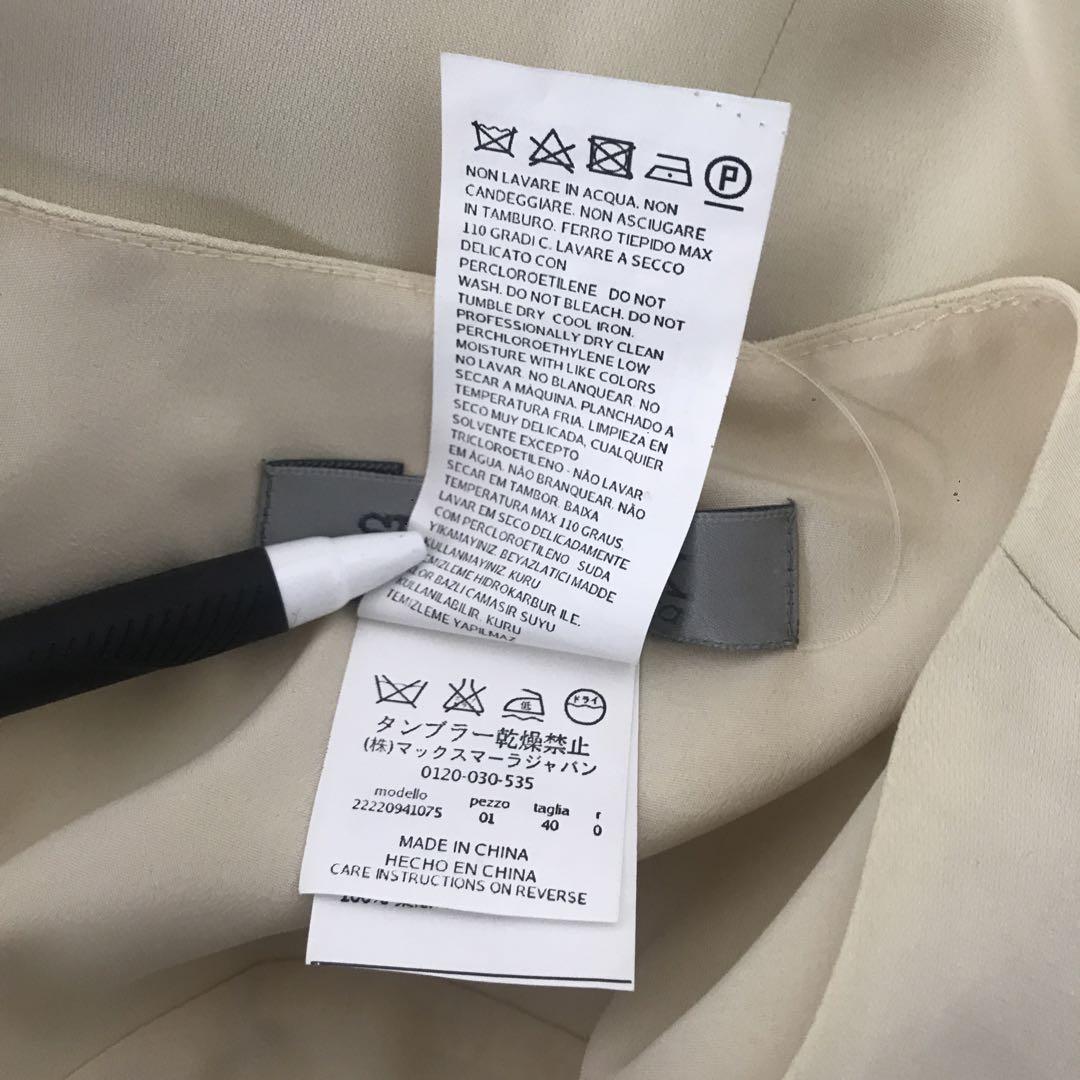 P
NON LAVARE IN ACQUA. NON
CANDEGGIARE. NON ASCIUGARE
IN TAMBURO. FERRO TIEPIDO MAX
110 GRADI C. LAVARE A SECCO
DELICATO CON
PERCLOROETILENE DO NOT
WASH. DO NOT BLEACH. DO NOT
TUMBLE DRY COOL IRON.
PROFESSIONALLY DRY CLEAN
PERCHLOROETHYLENE LOW
MOISTURE WITH LIKE COLORS
NO LAVAR. NO BLANQUEAR. NO
SECAR A MÀQUINA. PLANCHADO A
TEMPERATURA FRIA. LIMPIEZA EN
SECO MUY DELICADA, CUALQUIER
SOLVENTE EXCEPTO
TRICLOROETILENO - NÃO LAVAR
EM ÁGUA. NÃO BRANQUEAR. NÃO
SECAR EM TAMBOR. BAIXA
TEMPERATURA MAX 110 GRAUS.
LAVAR EM SECO DELICADAMENTE
COM PERCLOROETILENO SUDA
YIKAMAYINIZ. BEYAZLATICI MADDE
KULLANMAYINIZ. KURU
TEMIZLEME HIDROKARBUR ILE.
BAZLI CAMASIR SUYU
KULLANILABILIR. KURU
TEMIZLEME YAPILMAZ
低 ドライ
タンブラー乾燥禁止
(株)マックスマーラジャパン
0120-030-535
modello pezzo taglia r
22220941075 01 40 0
MADE IN CHINA
HECHO EN CHINA
CARE INSTRUCTIONS ON REVERSE
100%